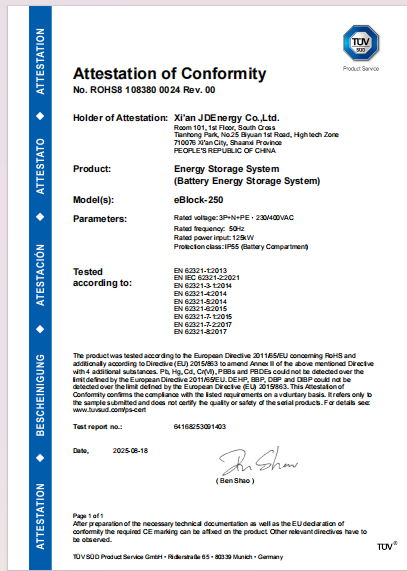 TÜV
SÜD
Product Service
Attestation of Conformity
No. ROHS8 108380 0024 Rev. 00
Holder of Attestation: Xi'an JDEnergy Co.,Ltd.
Room 101, 1st Floor, South Cross
Tianhong Park, No.25 Biyuan 1st Road, High tech Zone
710076 Xi'an City, Shaanxi Province
PEOPLE'S REPUBLIC OF CHINA
Product: Energy Storage System
(Battery Energy Storage System)
Model(s): eBlock-250
Parameters: Rated voltage: 3P+N+PE・230/400VAC
Rated frequency: 50Hz
Rated power input: 125kW
Protection class: IP55 (Battery Compartment)
Tested
according to:
EN 62321-1:2013
EN IEC 62321-2:2021
EN 62321-3-1:2014
EN 62321-4:2014
EN 62321-5:2014
EN 62321-6:2015
EN 62321-7-1:2015
EN 62321-7-2:2017
EN 62321-8:2017
The product was tested according to the European Directive 2011/65/EU concerning RoHS and
additionally according to Directive (EU) 2015/863 to amend Annex II of the above mentioned Directive
with 4 additional substances. Pb, Hg, Cd, Cr(VI), PBBs and PBDEs could not be detected over the
limit defined by the European Directive 2011/65/EU. DEHP, BBP, DBP and DIBP could not be
detected over the limit defined by the European Directive (EU) 2015/863. This Attestation of
Conformity confirms the compliance with the listed requirements on a voluntary basis. It refers only to
the sample submitted and does not certify the quality or safety of the serial products. For details see:
www.tuvsud.com/ps-cert
Test report no.: 64168253091403
Date, 2025-08-18
( Ben Shao )
Page 1 of 1
After preparation of the necessary technical documentation as well as the EU declaration of
conformity the required CE marking can be affixed on the product. Other relevant directives have to
be observed.
TÜV SÜD Product Service GmbH • Ridlerstraße 65 • 80339 Munich • Germany
TÜV®
ATTESTATION ◆ BESCHEINIGUNG ◆ ATESTACIÓN ◆ ATTESTATO ◆ ATTESTATION